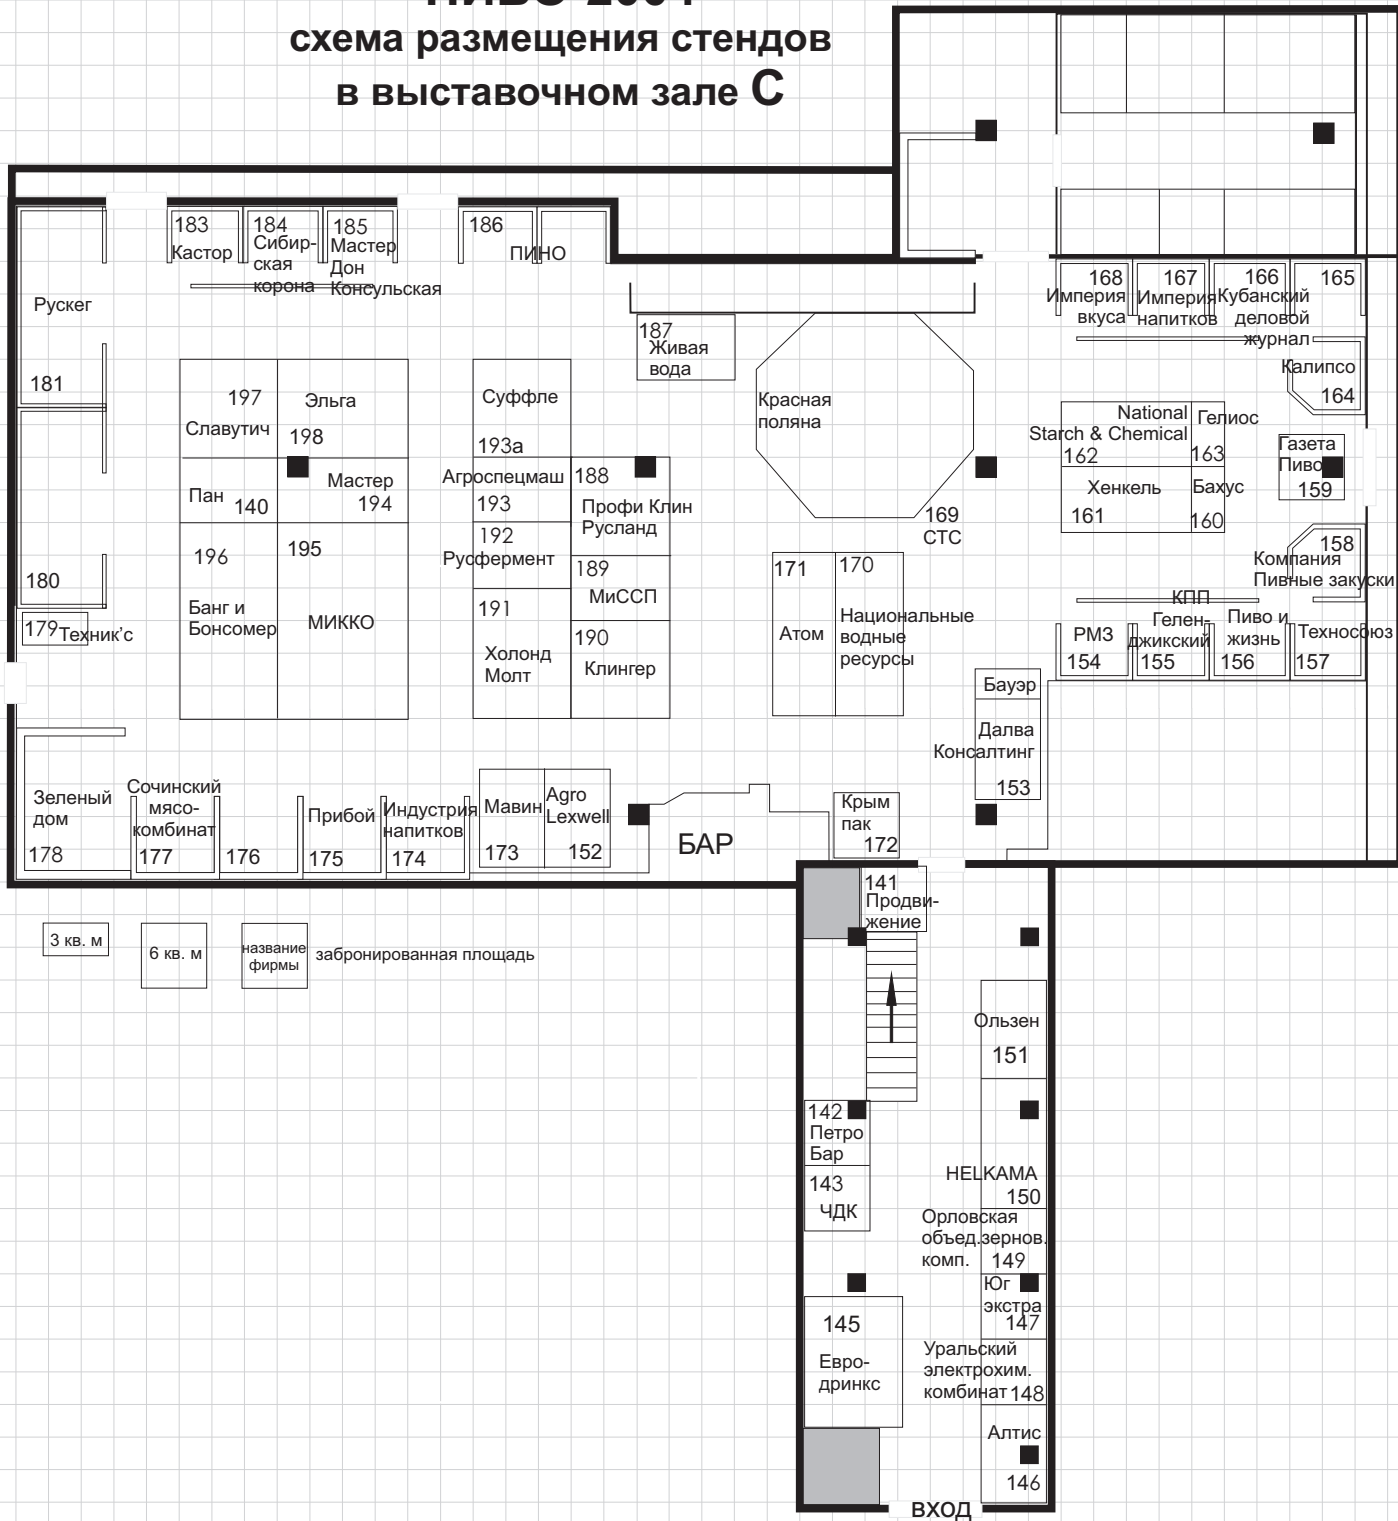 схема размещения стендов
в выставочном зале С
183
Кастор
184
Сибир-
ская
корона
185
Мастер
Дон
Консульская
186
ПИНО
Рускег
181
180
179
Техник'с
187
Живая
вода
Красная
поляна
168
Империя
вкуса
167
Империя
напитков
166
Кубанский
деловой
журнал
165
Калипсо
164
197
Славутич
Эльга
198
Пан 140
Мастер
194
196
Банг и
Бонсомер
195
МИККО
Суффле
193а
Агроспецмаш
193
192
Русфермент
191
Холонд
Молт
188
Профи Клин
Русланд
189
МиССП
190
Клингер
National
Starch & Chemical
162
Гелиос
163
Хенкель
161
Бахус
160
Газета
Пиво
159
169
СТС
158
Компания
Пивные закуски
171
Атом
170
Национальные
водные
ресурсы
КПП
РМЗ
154
Гелен-
джикский
155
Пиво и
жизнь
156
Техносоюз
157
Бауэр
Далва
Консалтинг
153
Зеленый
дом
178
Сочинский
мясо-
комбинат
177
176
Прибой
175
Индустрия
напитков
174
Мавин
173
Agro
Lexwell
152
БАР
Крым
пак
172
141
Продви-
жение
3 кв. м
6 кв. м
название
фирмы
забронированная площадь
Ользен
151
142
Петро
Бар
143
ЧДК
HELKAMA
150
Орловская
объед.зернов.
комп. 149
Юг
экстра
147
145
Евро-
дринкс
Уральский
электрохим.
комбинат 148
Алтис
146
ВХОД